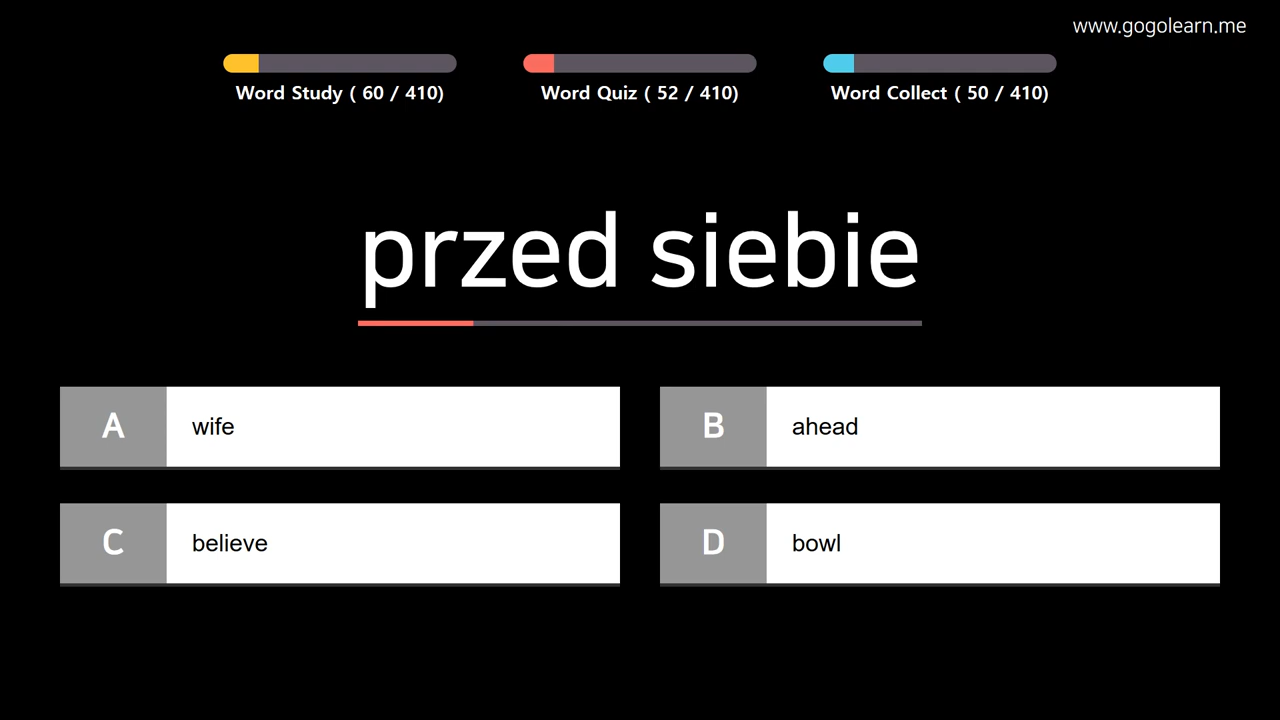 www.gogolearn.me
Word Study ( 60 / 410)
Word Quiz ( 52 / 410)
Word Collect ( 50 / 410)
przed siebie
A wife
B ahead
C believe
D bowl